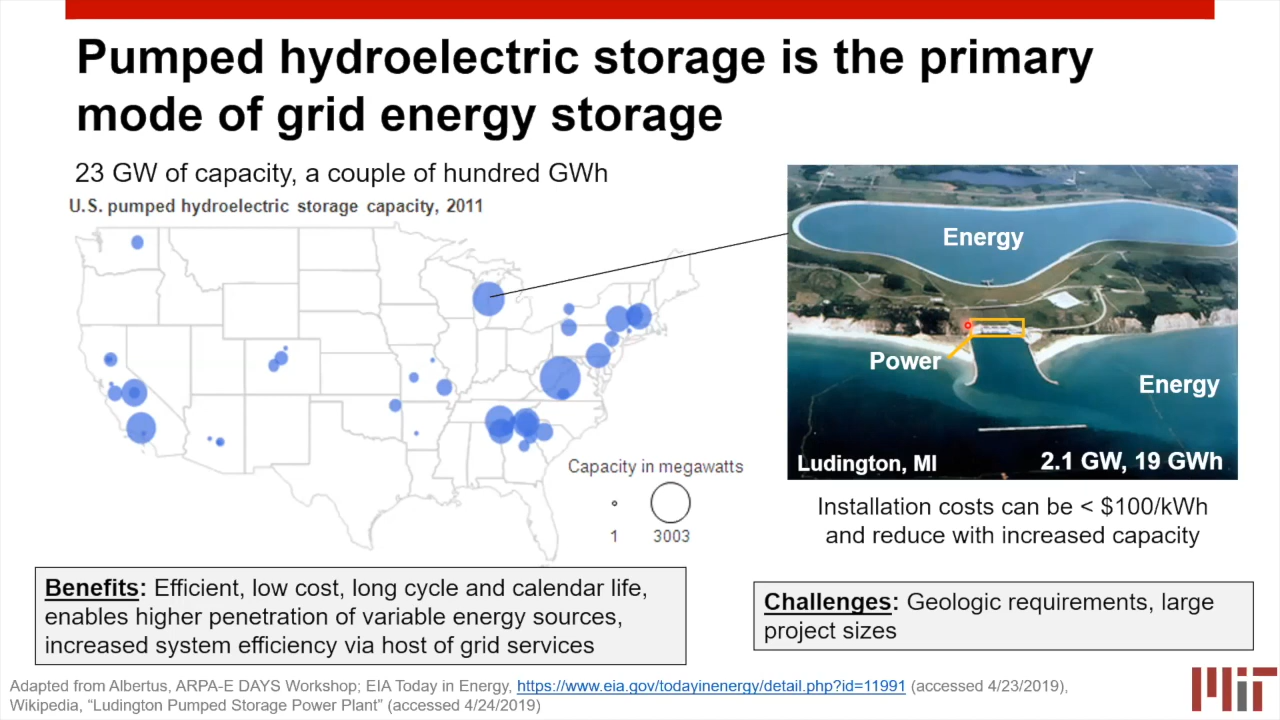 Pumped hydroelectric storage is the primary
mode of grid energy storage
23 GW of capacity, a couple of hundred GWh
U.S. pumped hydroelectric storage capacity, 2011
Capacity in megawatts
1 3003
Energy
Power
Energy
Ludington, MI
2.1 GW, 19 GWh
Installation costs can be < $100/kWh
and reduce with increased capacity
Benefits: Efficient, low cost, long cycle and calendar life,
enables higher penetration of variable energy sources,
increased system efficiency via host of grid services
Challenges: Geologic requirements, large
project sizes
Adapted from Albertus, ARPA-E DAYS Workshop; EIA Today in Energy, https://www.eia.gov/todayinenergy/detail.php?id=11991 (accessed 4/23/2019),
Wikipedia, “Ludington Pumped Storage Power Plant” (accessed 4/24/2019)
MIT